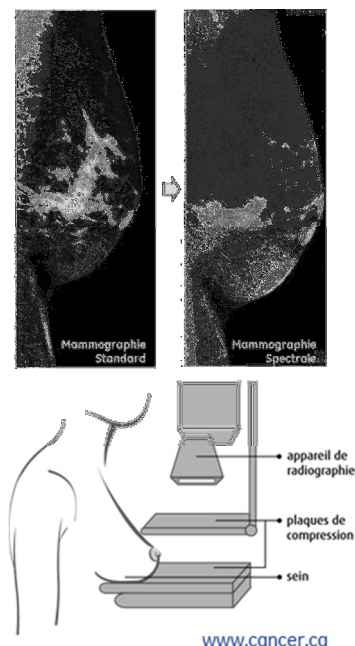 Mammographie
Standard
Mammographie
Spectrale
appareil de
radiographie
plaques de
compression
sein
www.cancer.ca